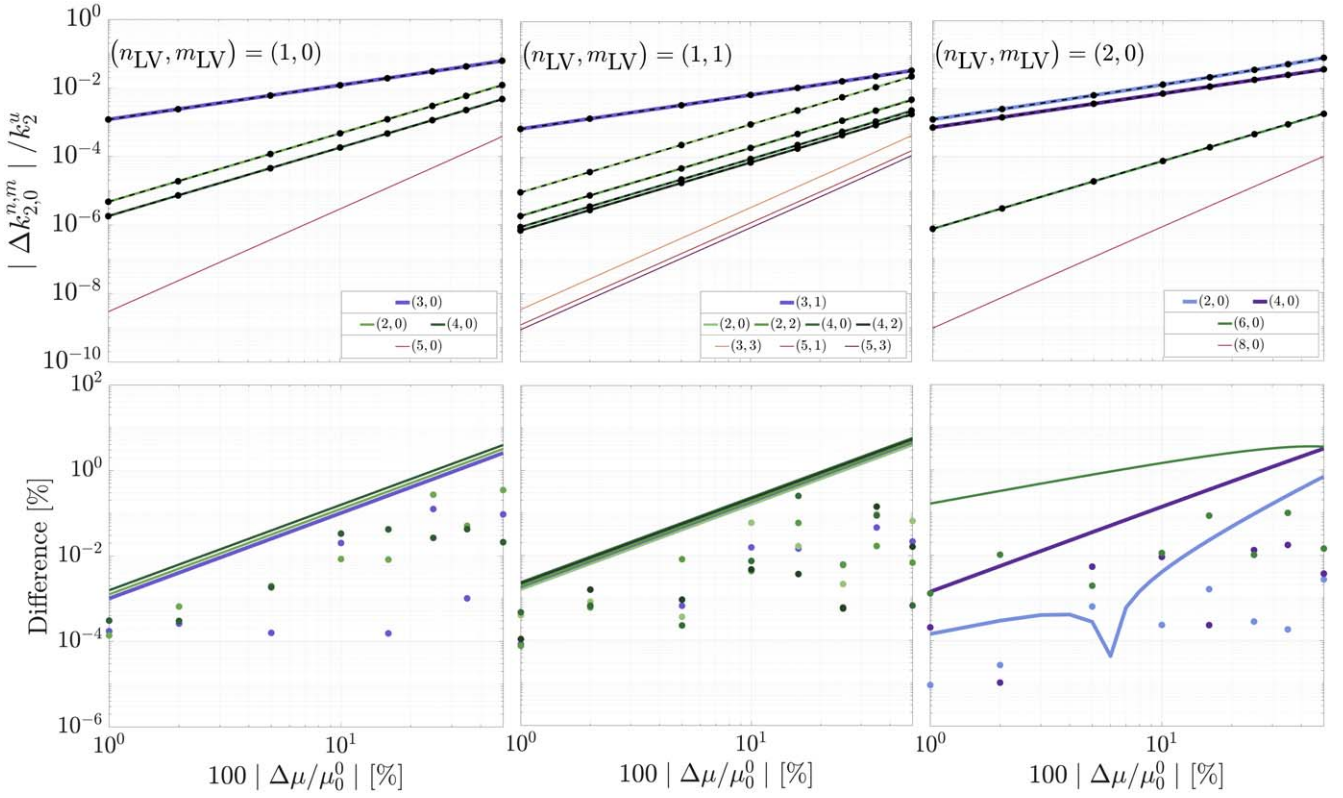 10^0
10^-2
10^-4
10^-6
10^-8
10^-10
| Δk_{2,0}^{n,m} | /k_2^u
(n_LV, m_LV) = (1, 0)
(3, 0)
(2, 0) (4, 0)
(5, 0)
(n_LV, m_LV) = (1, 1)
(3, 1)
(2, 0) (2, 2) (4, 0) (4, 2)
(3, 3) (5, 1) (5, 3)
(n_LV, m_LV) = (2, 0)
(2, 0) (4, 0)
(6, 0)
(8, 0)
10^2
10^0
10^-2
10^-4
10^-6
Difference [%]
10^0 10^1
100 | Δμ/μ_0^0 | [%]
10^0 10^1
100 | Δμ/μ_0^0 | [%]
10^0 10^1
100 | Δμ/μ_0^0 | [%]